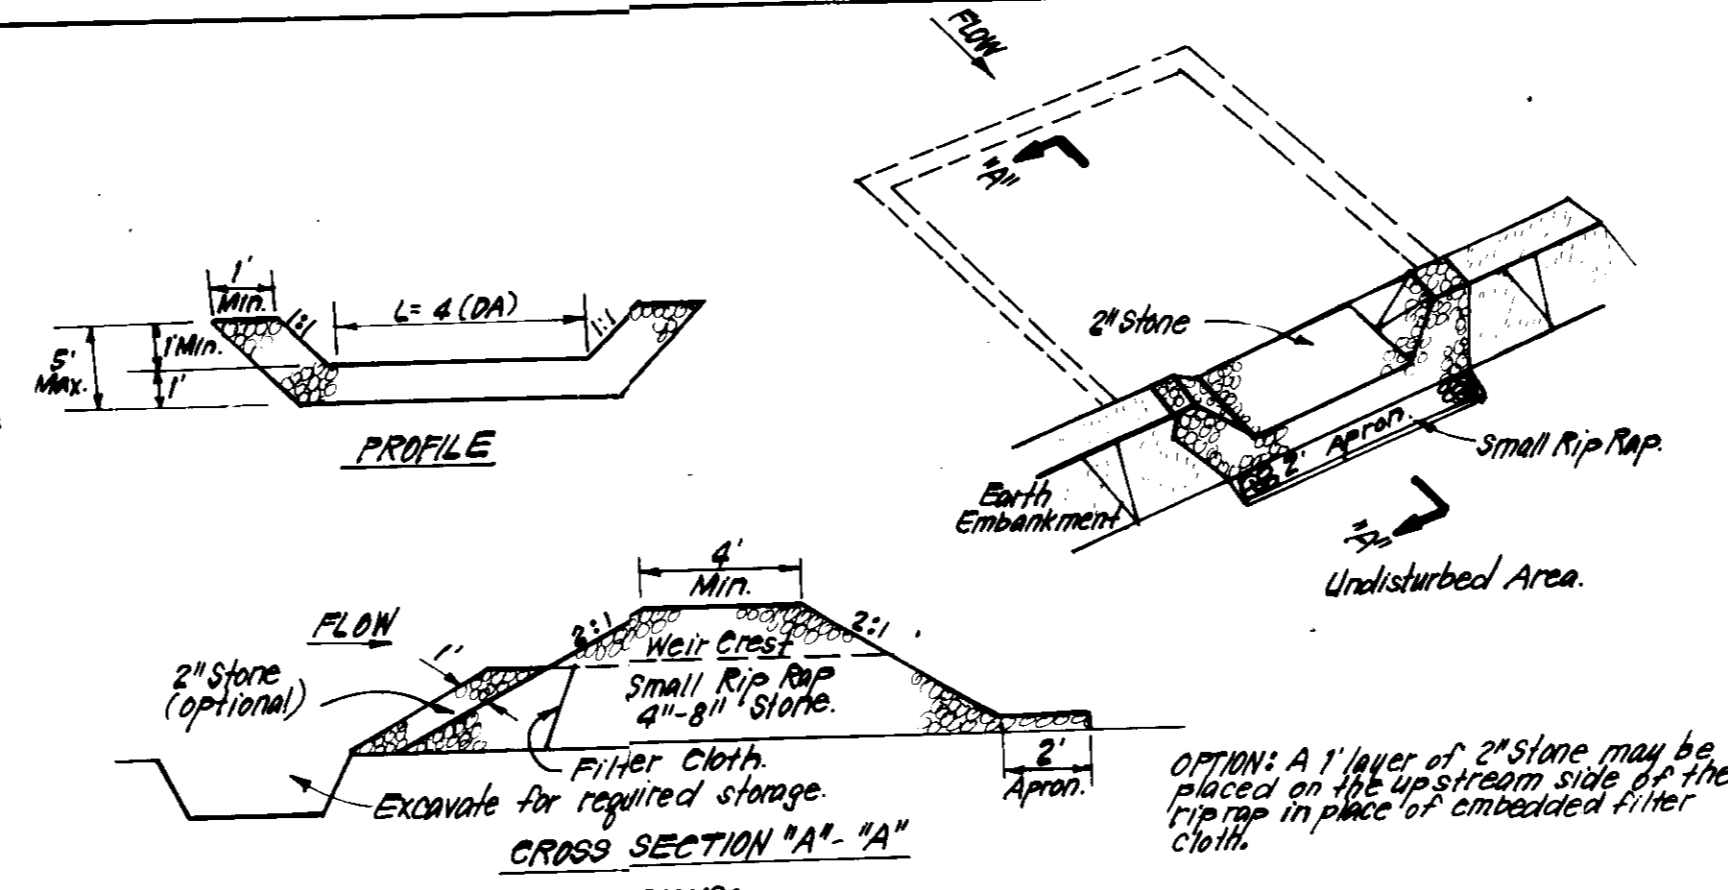 FLOW
"A"
1'
Min.
1:1
L= 4 (DA)
1:1
1' Min.
5'
MAX.
1'
PROFILE
2" Stone
2' Apron.
Small Rip Rap.
Earth
Embankment
"A"
Undisturbed Area.
4'
Min.
FLOW
2:1
2:1
1'
Weir Crest
2" Stone
(optional)
Small Rip Rap
4"-8" Stone.
Filter Cloth.
2'
Apron.
Excavate for required storage.
CROSS SECTION "A"- "A"
OPTION: A 1' layer of 2" Stone may be
placed on the upstream side of the
riprap in place of embedded filter
cloth.